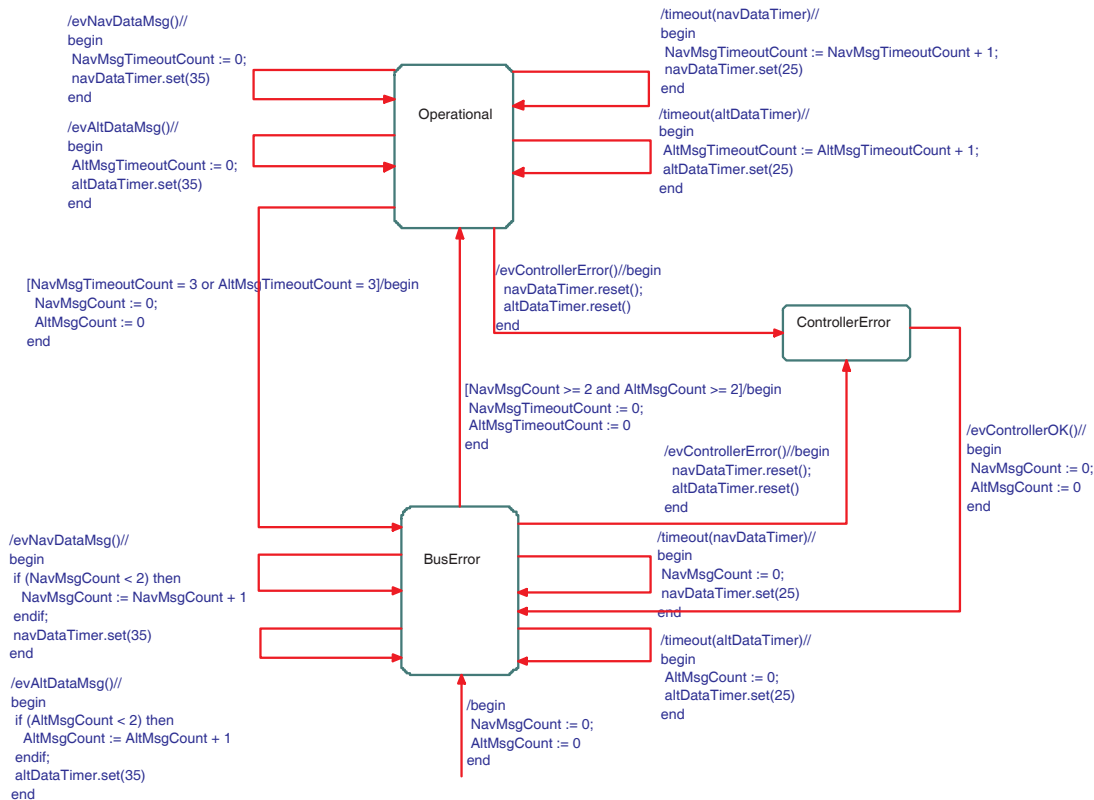 /evNavDataMsg()//
begin
NavMsgTimeoutCount := 0;
navDataTimer.set(35)
end
/timeout(navDataTimer)//
begin
NavMsgTimeoutCount := NavMsgTimeoutCount + 1;
navDataTimer.set(25)
end
Operational
/evAltDataMsg()//
begin
AltMsgTimeoutCount := 0;
altDataTimer.set(35)
end
/timeout(altDataTimer)//
begin
AltMsgTimeoutCount := AltMsgTimeoutCount + 1;
altDataTimer.set(25)
end
[NavMsgTimeoutCount = 3 or AltMsgTimeoutCount = 3]/begin
NavMsgCount := 0;
AltMsgCount := 0
end
/evControllerError()//begin
navDataTimer.reset();
altDataTimer.reset()
end
ControllerError
[NavMsgCount >= 2 and AltMsgCount >= 2]/begin
NavMsgTimeoutCount := 0;
AltMsgTimeoutCount := 0
end
/evControllerError()//begin
navDataTimer.reset();
altDataTimer.reset()
end
/evControllerOK()//
begin
NavMsgCount := 0;
AltMsgCount := 0
end
/evNavDataMsg()//
begin
if (NavMsgCount < 2) then
NavMsgCount := NavMsgCount + 1
endif;
navDataTimer.set(35)
end
BusError
/timeout(navDataTimer)//
begin
NavMsgCount := 0;
navDataTimer.set(25)
end
/timeout(altDataTimer)//
begin
AltMsgCount := 0;
altDataTimer.set(25)
end
/evAltDataMsg()//
begin
if (AltMsgCount < 2) then
AltMsgCount := AltMsgCount + 1
endif;
altDataTimer.set(35)
end
/begin
NavMsgCount := 0;
AltMsgCount := 0
end